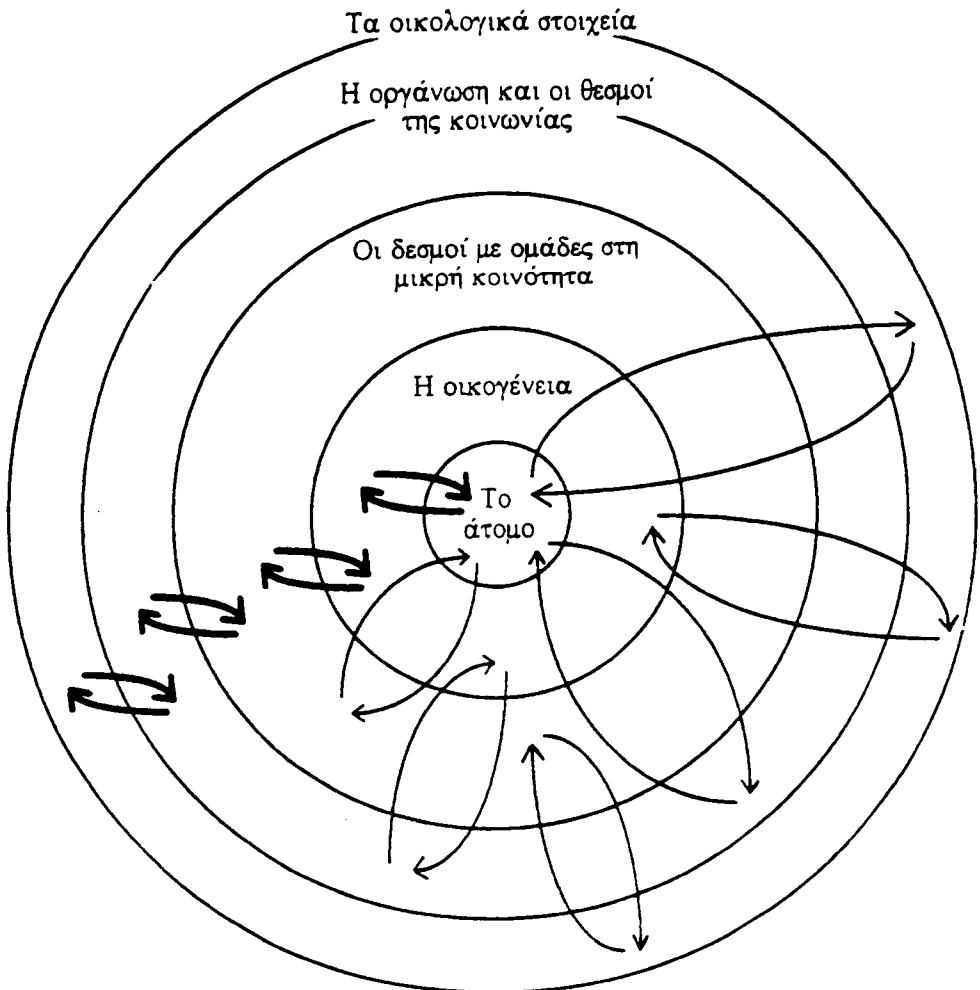 Τα οικολογικά στοιχεία
Η οργάνωση και οι θεσμοί
της κοινωνίας
Οι δεσμοί με ομάδες στη
μικρή κοινότητα
Η οικογένεια
Το
άτομο